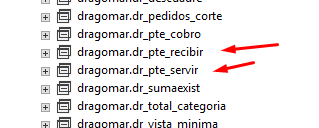 dragomar.dr_pedidos_corte
dragomar.dr_pte_cobro
dragomar.dr_pte_recibir
dragomar.dr_pte_servir
dragomar.dr_sumaexist
dragomar.dr_total_categoria
dragomar.dr_vista_minima